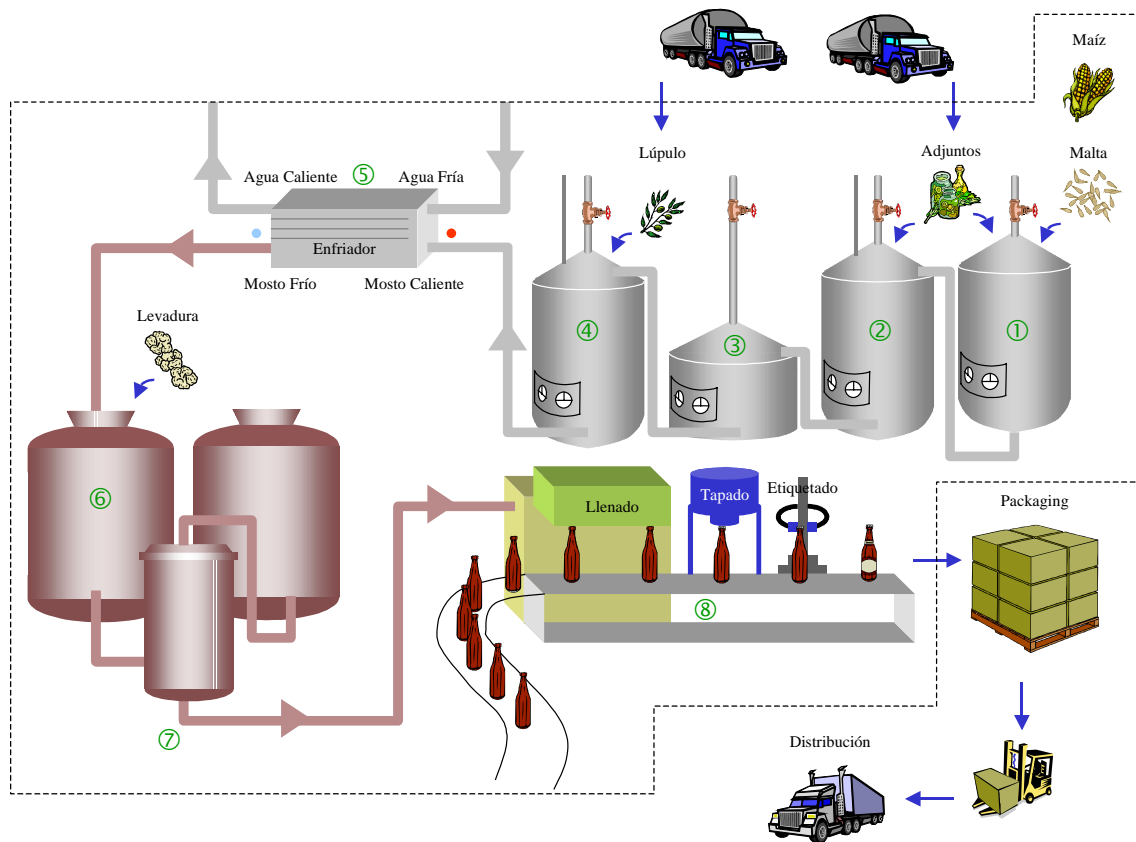 Maíz
Lúpulo
Adjuntos
Malta
Agua Caliente
⑤
Agua Fría
Enfriador
Mosto Frío
Mosto Caliente
Levadura
④
③
②
①
⑥
Llenado
Tapado
Etiquetado
Packaging
⑧
⑦
Distribución